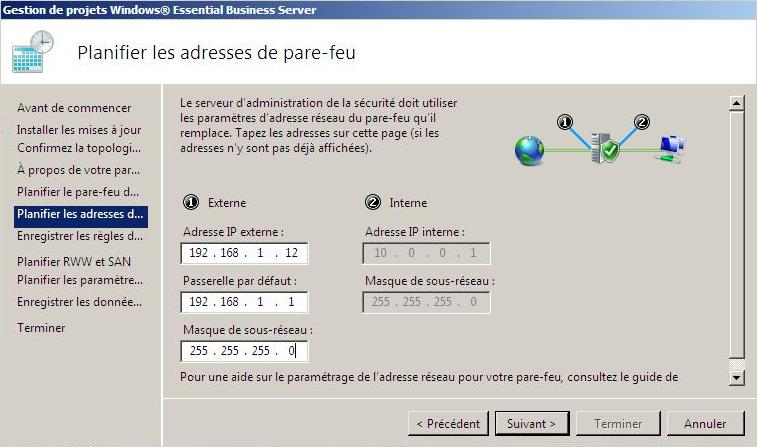 Gestion de projets Windows® Essential Business Server
Planifier les adresses de pare-feu
Avant de commencer
Installer les mises à jour
Confirmez la topologi...
À propos de votre par...
Planifier le pare-feu d...
Planifier les adresses d...
Enregistrer les règles d...
Planifier RWW et SAN
Planifier les paramètre...
Enregistrer les donnée...
Terminer
Le serveur d'administration de la sécurité doit utiliser
les paramètres d'adresse réseau du pare-feu qu'il
remplace. Tapez les adresses sur cette page (si les
adresses n'y sont pas déjà affichées).
1 2
1 Externe
Adresse IP externe :
192 . 168 . 1 . 12
Passerelle par défaut :
192 . 168 . 1 . 1
Masque de sous-réseau :
255 . 255 . 255 . 0
2 Interne
Adresse IP interne :
10 . 0 . 0 . 1
Masque de sous-réseau :
255 . 255 . 255 . 0
Pour une aide sur le paramétrage de l'adresse réseau pour votre pare-feu, consultez le guide de
< Précédent Suivant > Terminer Annuler